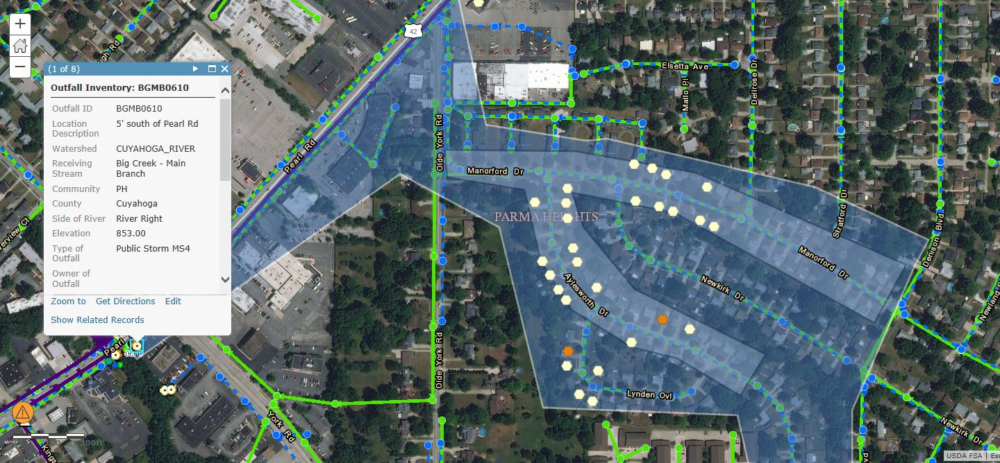 +
−
(1 of 8)
Outfall Inventory: BGMB0610
Outfall ID BGMB0610
Location Description 5' south of Pearl Rd
Watershed CUYAHOGA_RIVER
Receiving Stream Big Creek - Main Branch
Community PH
County Cuyahoga
Side of River River Right
Elevation 853.00
Type of Outfall Public Storm MS4
Owner of Outfall
Zoom to Get Directions Edit
Show Related Records
42
Pearl Rd
Olde York Rd
Elsetta Ave
Mallo Pl
Dellrose Dr
Manorford Dr
PARMA HEIGHTS
Stratford Dr
Denison Blvd
Manorford Dr
Newkirk Dr
Aylesworth Dr
Newland
Olde York Rd
Lynden Ovl
Newkirk Dr
Pearl
York Rd
Kings
300ft
erview Ct
igh Rd
vd
USDA FSA | Esri